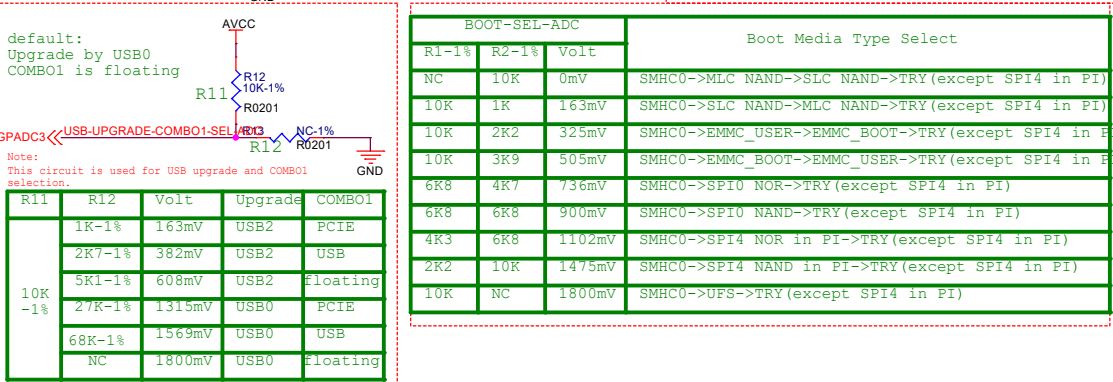 GND
AVCC
default:
Upgrade by USB0
COMBO1 is floating
R12
10K-1%
R11
R0201
GPADC3
USB-UPGRADE-COMBO1-SEL-ADC
R13
NC-1%
R12
R0201
GND
Note:
This circuit is used for USB upgrade and COMBO1
selection.
R11 R12 Volt Upgrade COMBO1
10K
-1%
1K-1% 163mV USB2 PCIE
2K7-1% 382mV USB2 USB
5K1-1% 608mV USB2 floating
27K-1% 1315mV USB0 PCIE
68K-1% 1569mV USB0 USB
NC 1800mV USB0 floating
BOOT-SEL-ADC Boot Media Type Select
R1-1% R2-1% Volt
NC 10K 0mV SMHC0->MLC NAND->SLC NAND->TRY(except SPI4 in PI)
10K 1K 163mV SMHC0->SLC NAND->MLC NAND->TRY(except SPI4 in PI)
10K 2K2 325mV SMHC0->EMMC_USER->EMMC_BOOT->TRY(except SPI4 in P
10K 3K9 505mV SMHC0->EMMC_BOOT->EMMC_USER->TRY(except SPI4 in P
6K8 4K7 736mV SMHC0->SPI0 NOR->TRY(except SPI4 in PI)
6K8 6K8 900mV SMHC0->SPI0 NAND->TRY(except SPI4 in PI)
4K3 6K8 1102mV SMHC0->SPI4 NOR in PI->TRY(except SPI4 in PI)
2K2 10K 1475mV SMHC0->SPI4 NAND in PI->TRY(except SPI4 in PI)
10K NC 1800mV SMHC0->UFS->TRY(except SPI4 in PI)